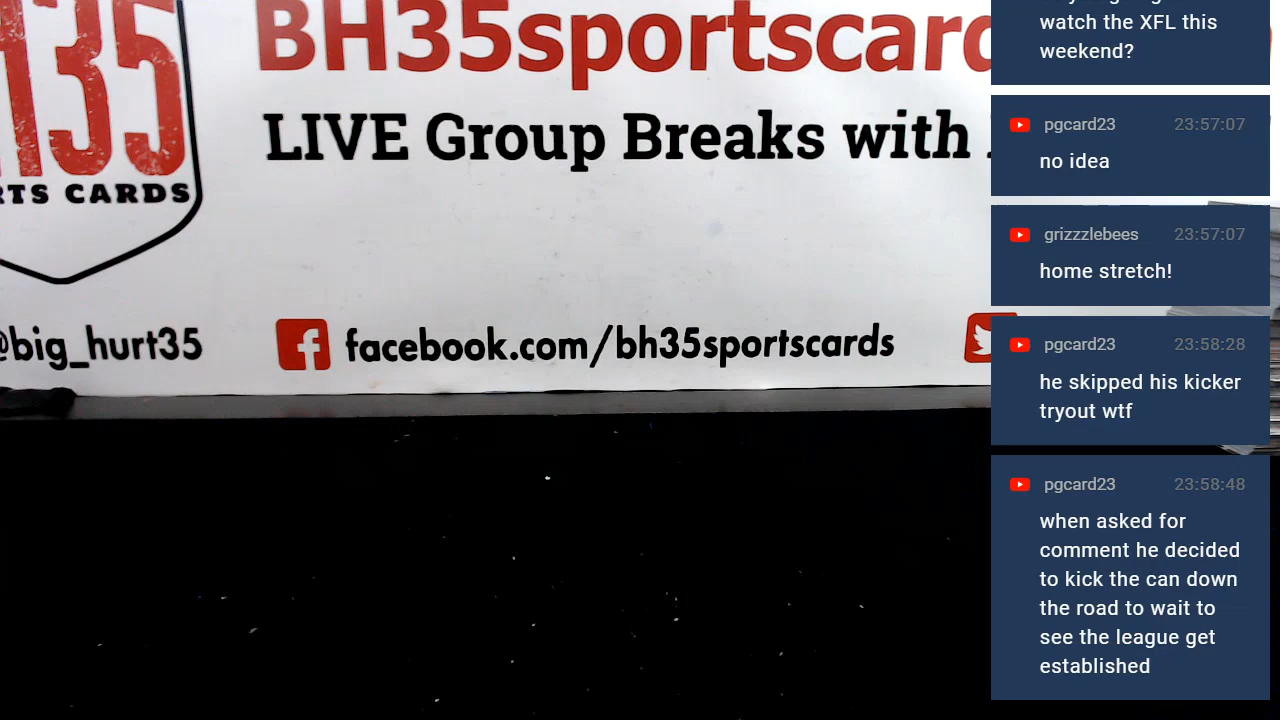 H35
RTS CARDS
BH35sportscard
LIVE Group Breaks with
@big_hurt35
facebook.com/bh35sportscards
watch the XFL this
weekend?
pgcard23 23:57:07
no idea
grizzzlebees 23:57:07
home stretch!
pgcard23 23:58:28
he skipped his kicker
tryout wtf
pgcard23 23:58:48
when asked for
comment he decided
to kick the can down
the road to wait to
see the league get
established